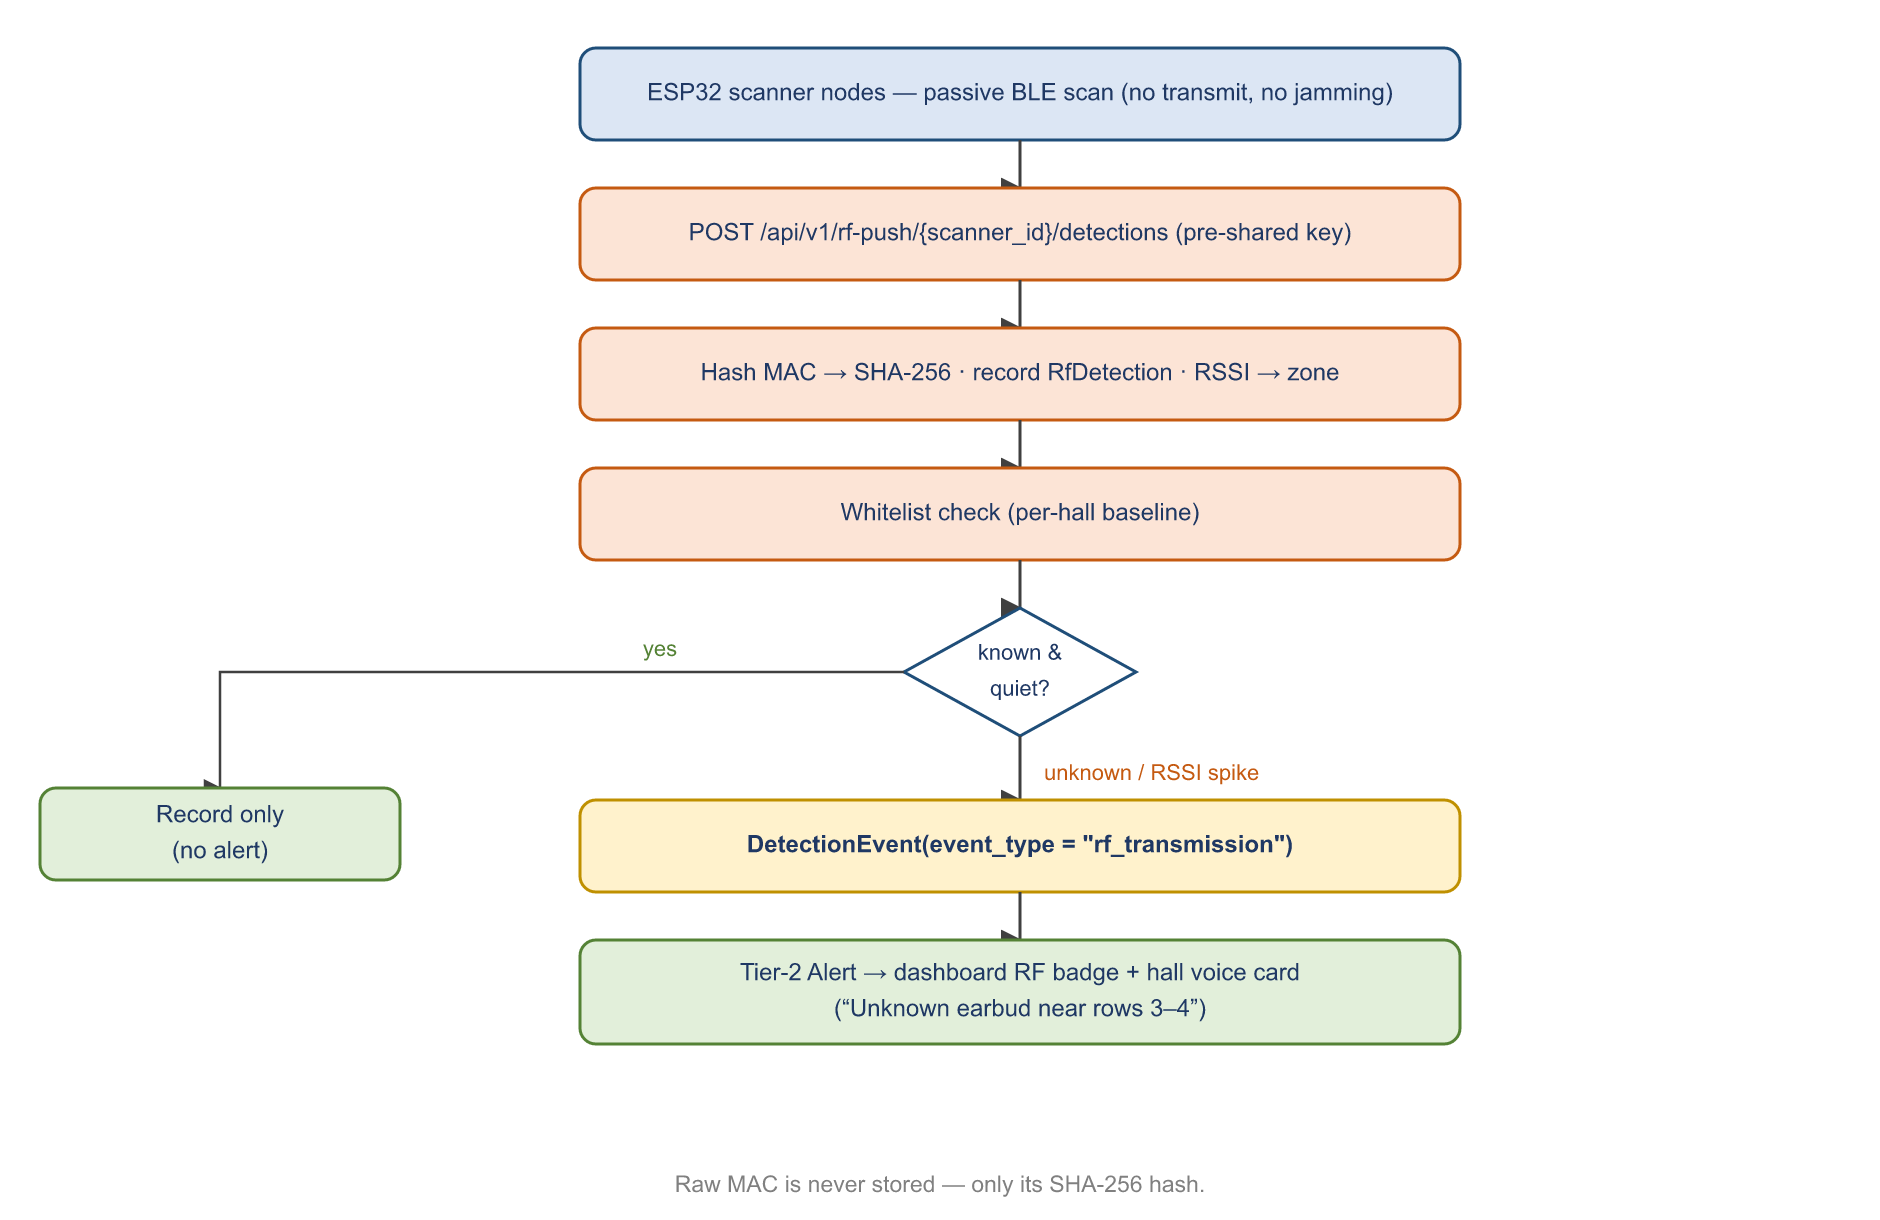 ESP32 scanner nodes — passive BLE scan (no transmit, no jamming)
POST /api/v1/rf-push/{scanner_id}/detections (pre-shared key)
Hash MAC → SHA-256 · record RfDetection · RSSI → zone
Whitelist check (per-hall baseline)
known &
quiet?
yes
unknown / RSSI spike
Record only
(no alert)
DetectionEvent(event_type = "rf_transmission")
Tier-2 Alert → dashboard RF badge + hall voice card
(“Unknown earbud near rows 3–4”)
Raw MAC is never stored — only its SHA-256 hash.